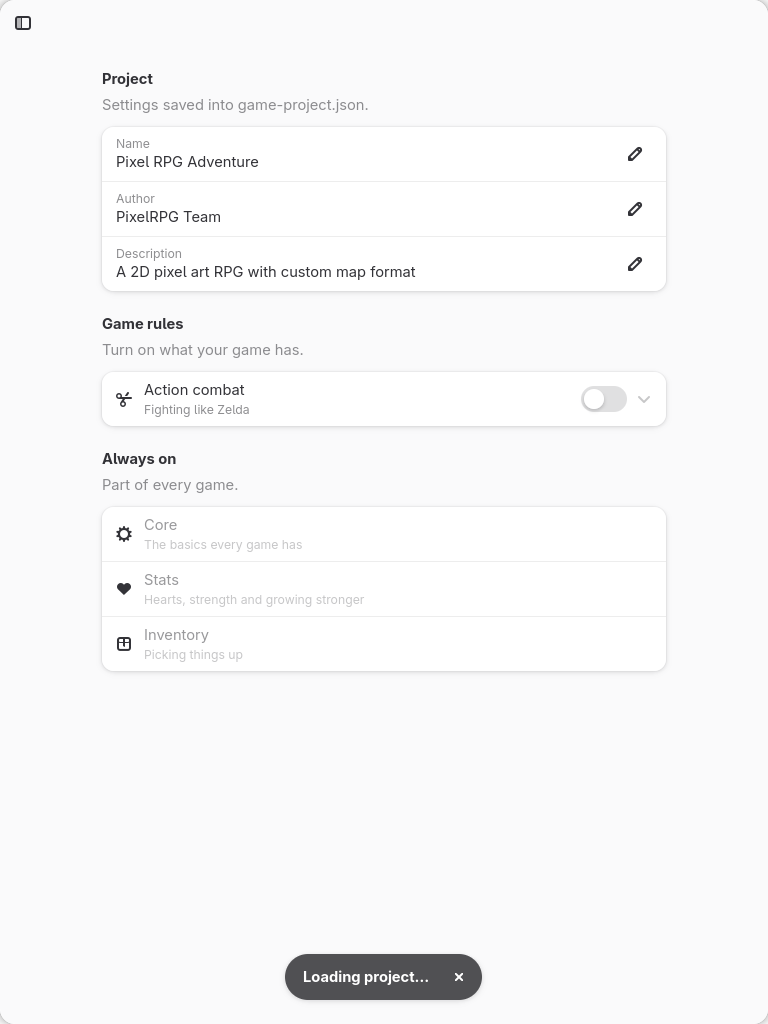 Project
Settings saved into game-project.json.
Name
Pixel RPG Adventure
Author
PixelRPG Team
Description
A 2D pixel art RPG with custom map format
Game rules
Turn on what your game has.
Action combat
Fighting like Zelda
Always on
Part of every game.
Core
The basics every game has
Stats
Hearts, strength and growing stronger
Inventory
Picking things up
Loading project…